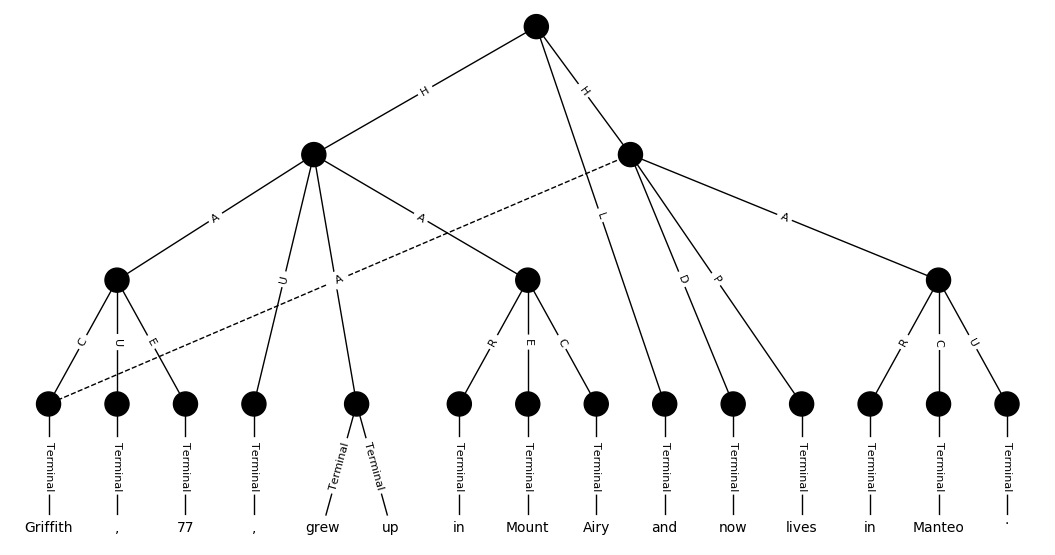 H H
A A L A
U A D P
C U E R E C R C U
Terminal Terminal Terminal Terminal Terminal Terminal Terminal Terminal Terminal Terminal Terminal Terminal Terminal Terminal Terminal
Griffith , 77 , grew up in Mount Airy and now lives in Manteo .